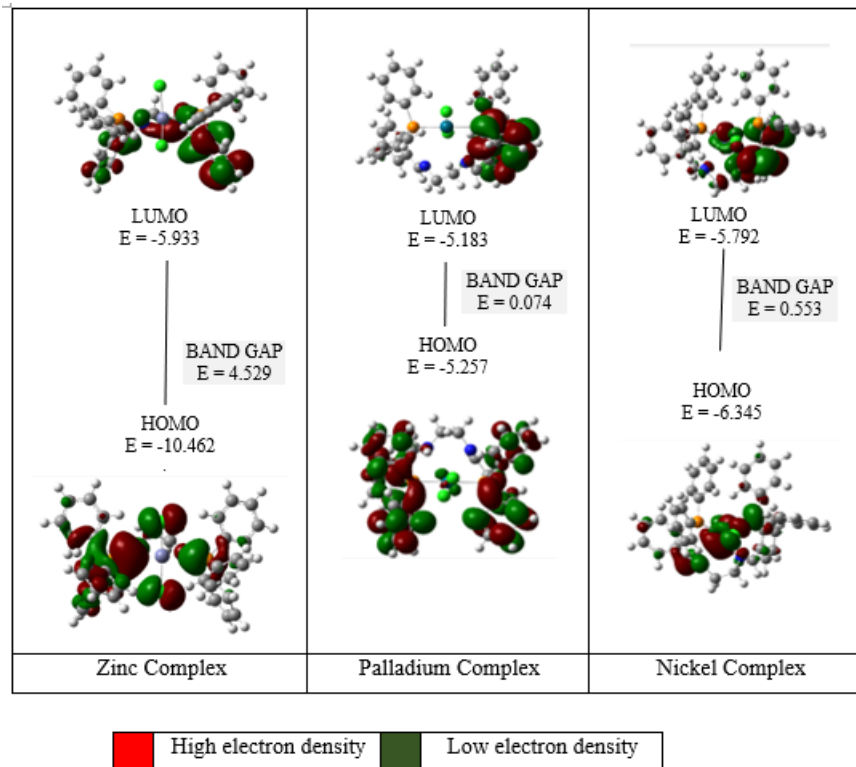 LUMO
E = -5.933
BAND GAP
E = 4.529
HOMO
E = -10.462
Zinc Complex
LUMO
E = -5.183
BAND GAP
E = 0.074
HOMO
E = -5.257
Palladium Complex
LUMO
E = -5.792
BAND GAP
E = 0.553
HOMO
E = -6.345
Nickel Complex
High electron density
Low electron density